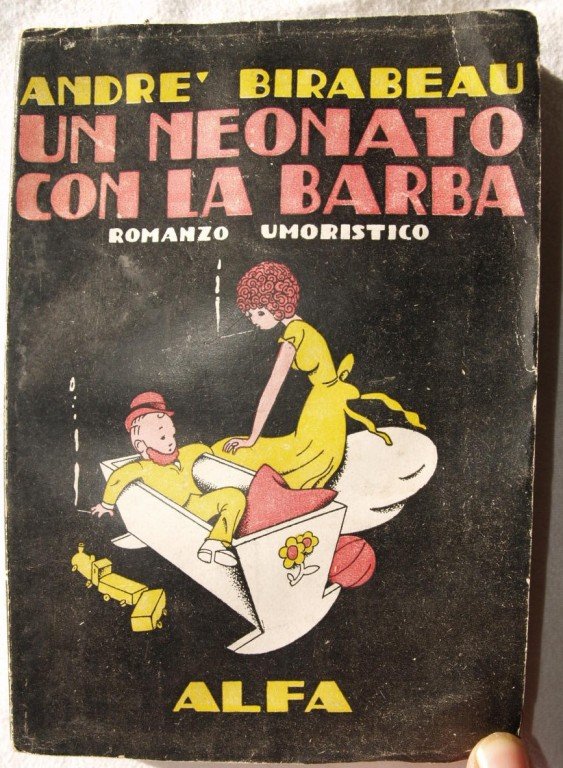 ANDRE' BIRABEAU
UN NEONATO
CON LA BARBA
ROMANZO UMORISTICO
ALFA